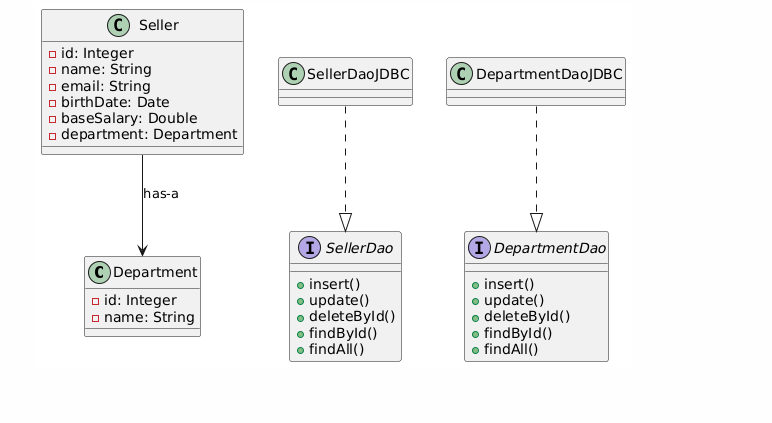 C Seller
id: Integer
name: String
email: String
birthDate: Date
baseSalary: Double
department: Department
has-a
C Department
id: Integer
name: String
C SellerDaoJDBC
I SellerDao
insert()
update()
deleteById()
findById()
findAll()
C DepartmentDaoJDBC
I DepartmentDao
insert()
update()
deleteById()
findById()
findAll()